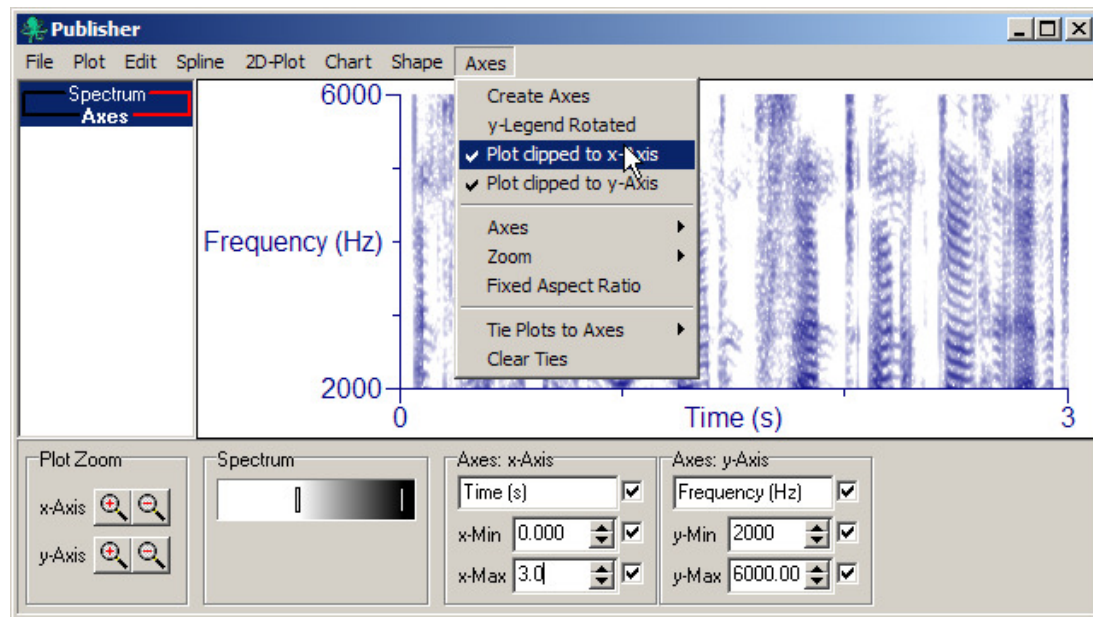 Publisher
File Plot Edit Spline 2D-Plot Chart Shape Axes
Spectrum
Axes
6000
Frequency (Hz)
2000
0 Time (s) 3
Create Axes
y-Legend Rotated
Plot clipped to x-Axis
Plot clipped to y-Axis
Axes
Zoom
Fixed Aspect Ratio
Tie Plots to Axes
Clear Ties
Plot Zoom
x-Axis
y-Axis
Spectrum
Axes: x-Axis
Time (s)
x-Min 0.000
x-Max 3.0
Axes: y-Axis
Frequency (Hz)
y-Min 2000
y-Max 6000.00